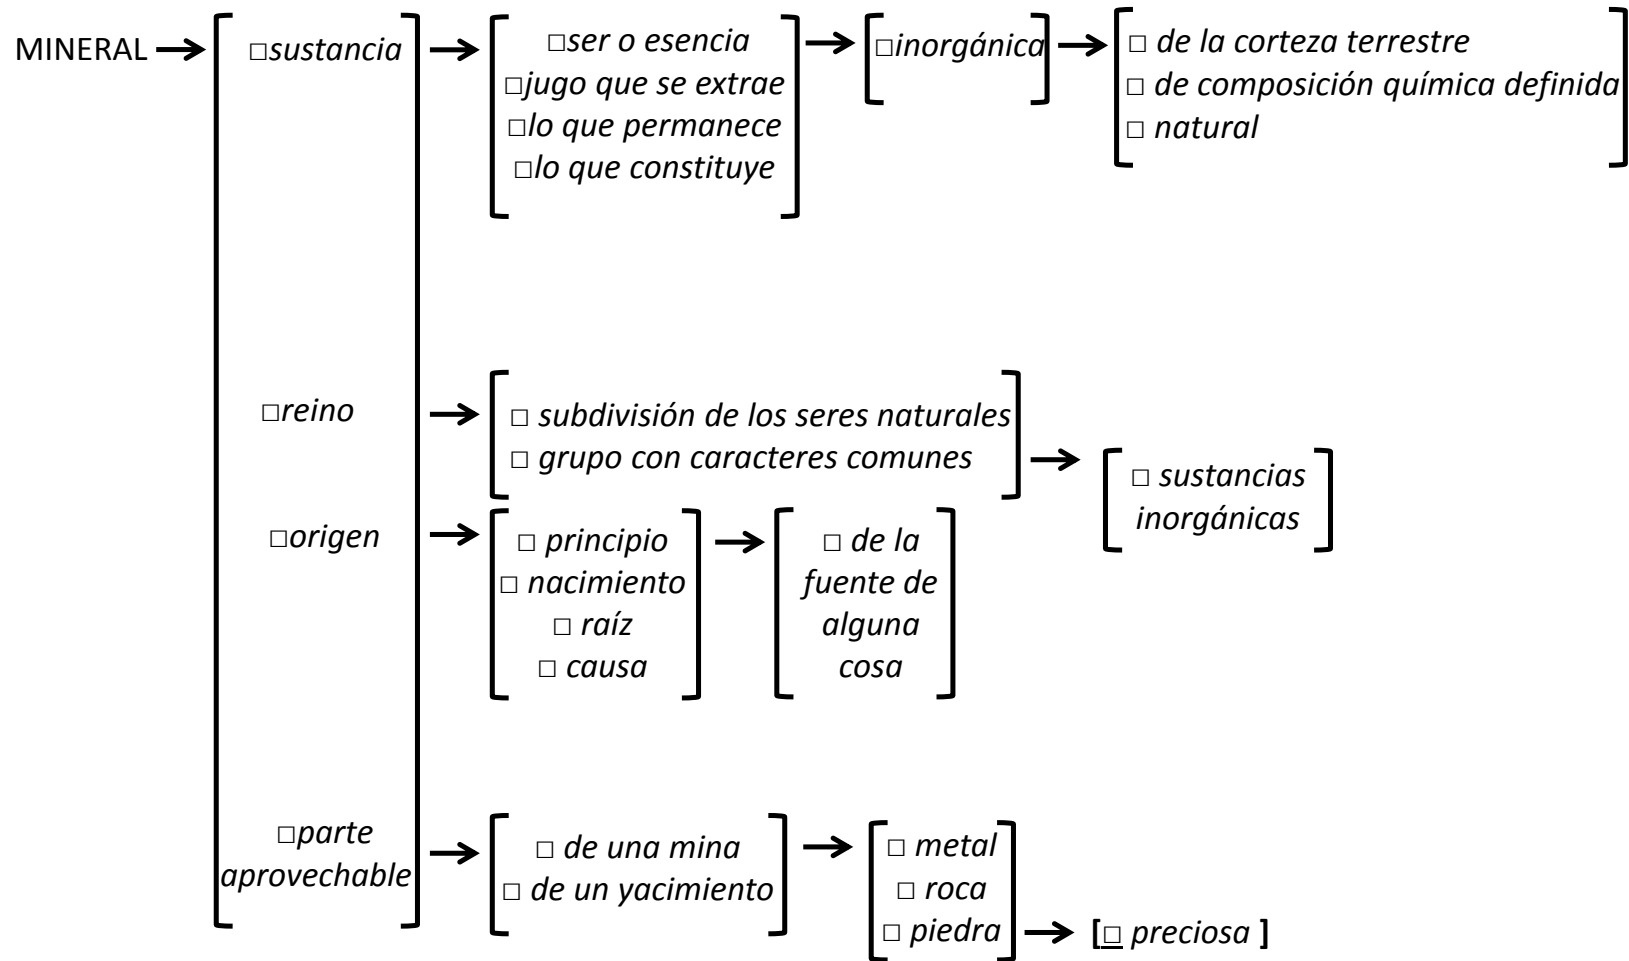 MINERAL → □sustancia → □ser o esencia → □inorgánica → □ de la corteza terrestre
□jugo que se extrae □ de composición química definida
□lo que permanece □ natural
□lo que constituye
□reino → □ subdivisión de los seres naturales
□ grupo con caracteres comunes → □ sustancias
inorgánicas
□origen → □ principio → □ de la
□ nacimiento fuente de
□ raíz alguna
□ causa cosa
□parte
aprovechable → □ de una mina → □ metal
□ de un yacimiento □ roca
□ piedra → [□ preciosa ]